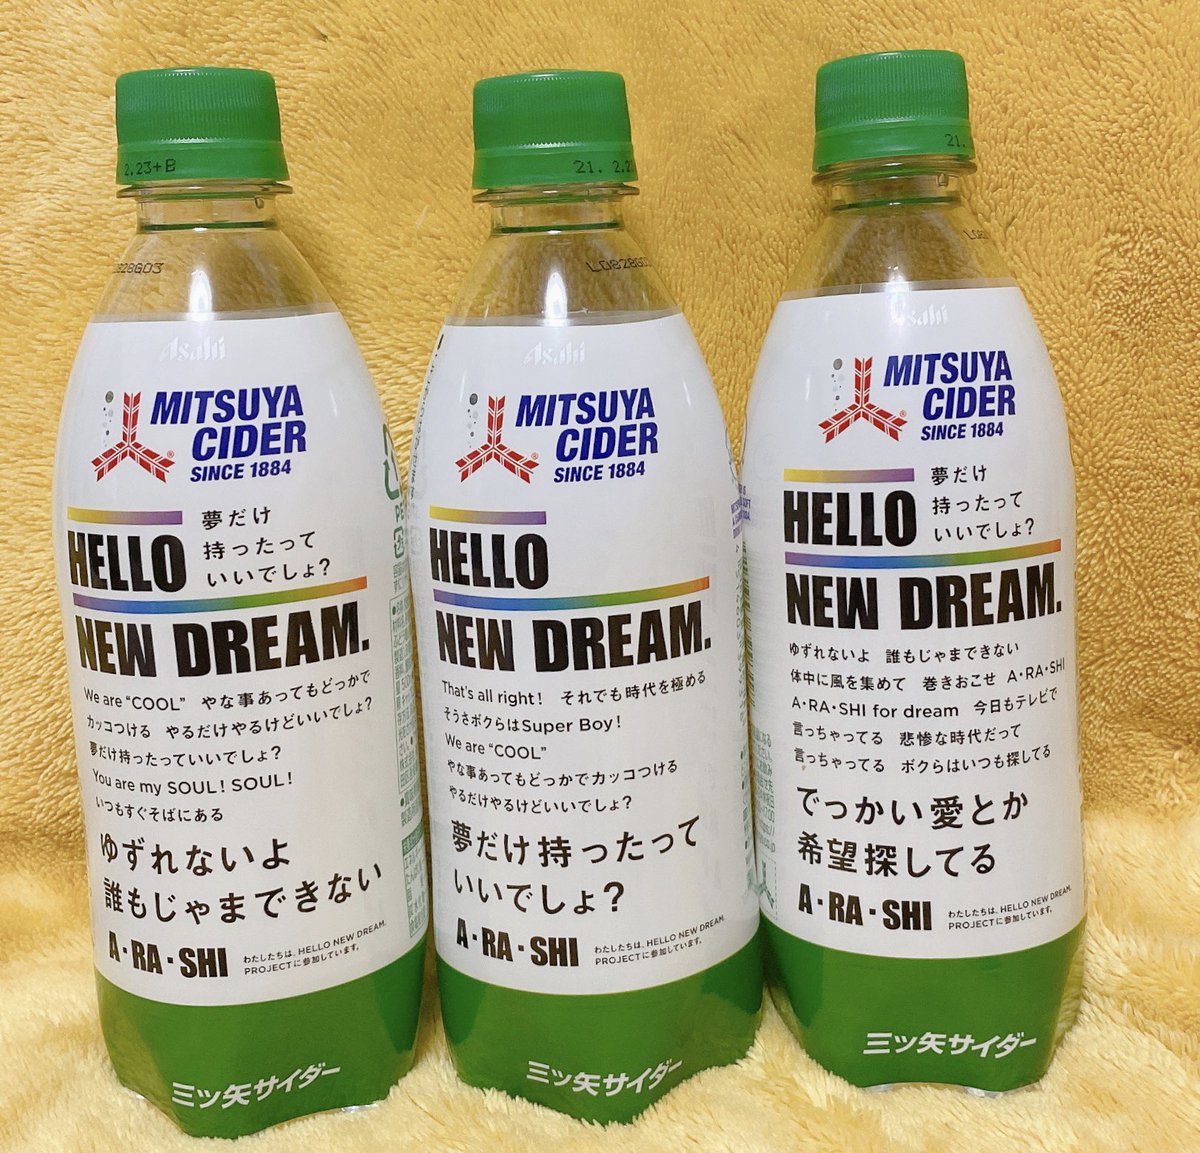 2.23+B
828G03
Asahi
MITSUYA
CIDER
SINCE 1884
夢だけ
持ったって
いいでしょ?
HELLO
NEW DREAM.
We are “COOL”　やな事あってもどっかで
カッコつける　やるだけやるけどいいでしょ?
夢だけ持ったっていいでしょ?
You are my SOUL! SOUL!
いつもすぐそばにある
ゆずれないよ
誰もじゃまできない
A・RA・SHI
わたしたちは、HELLO NEW DREAM.
PROJECTに参加しています。
三ツ矢サイダー
21. 2.2
L0828G
Asahi
MITSUYA
CIDER
SINCE 1884
HELLO
NEW DREAM.
That's all right!　それでも時代を極める
そうさボクらはSuper Boy!
We are “COOL”
やな事あってもどっかでカッコつける
やるだけやるけどいいでしょ?
夢だけ持ったって
いいでしょ?
A・RA・SHI
わたしたちは、HELLO NEW DREAM.
PROJECTに参加しています。
三ツ矢サイダー
21.
L08
Asahi
MITSUYA
CIDER
SINCE 1884
夢だけ
持ったって
いいでしょ?
HELLO
NEW DREAM.
ゆずれないよ　誰もじゃまできない
体中に風を集めて　巻きおこせ　A・RA・SHI
A・RA・SHI for dream　今日もテレビで
言っちゃってる　悲惨な時代だって
言っちゃってる　ボクらはいつも探してる
でっかい愛とか
希望探してる
A・RA・SHI
わたしたちは、HELLO NEW DREAM.
PROJECTに参加しています。
三ツ矢サイダー